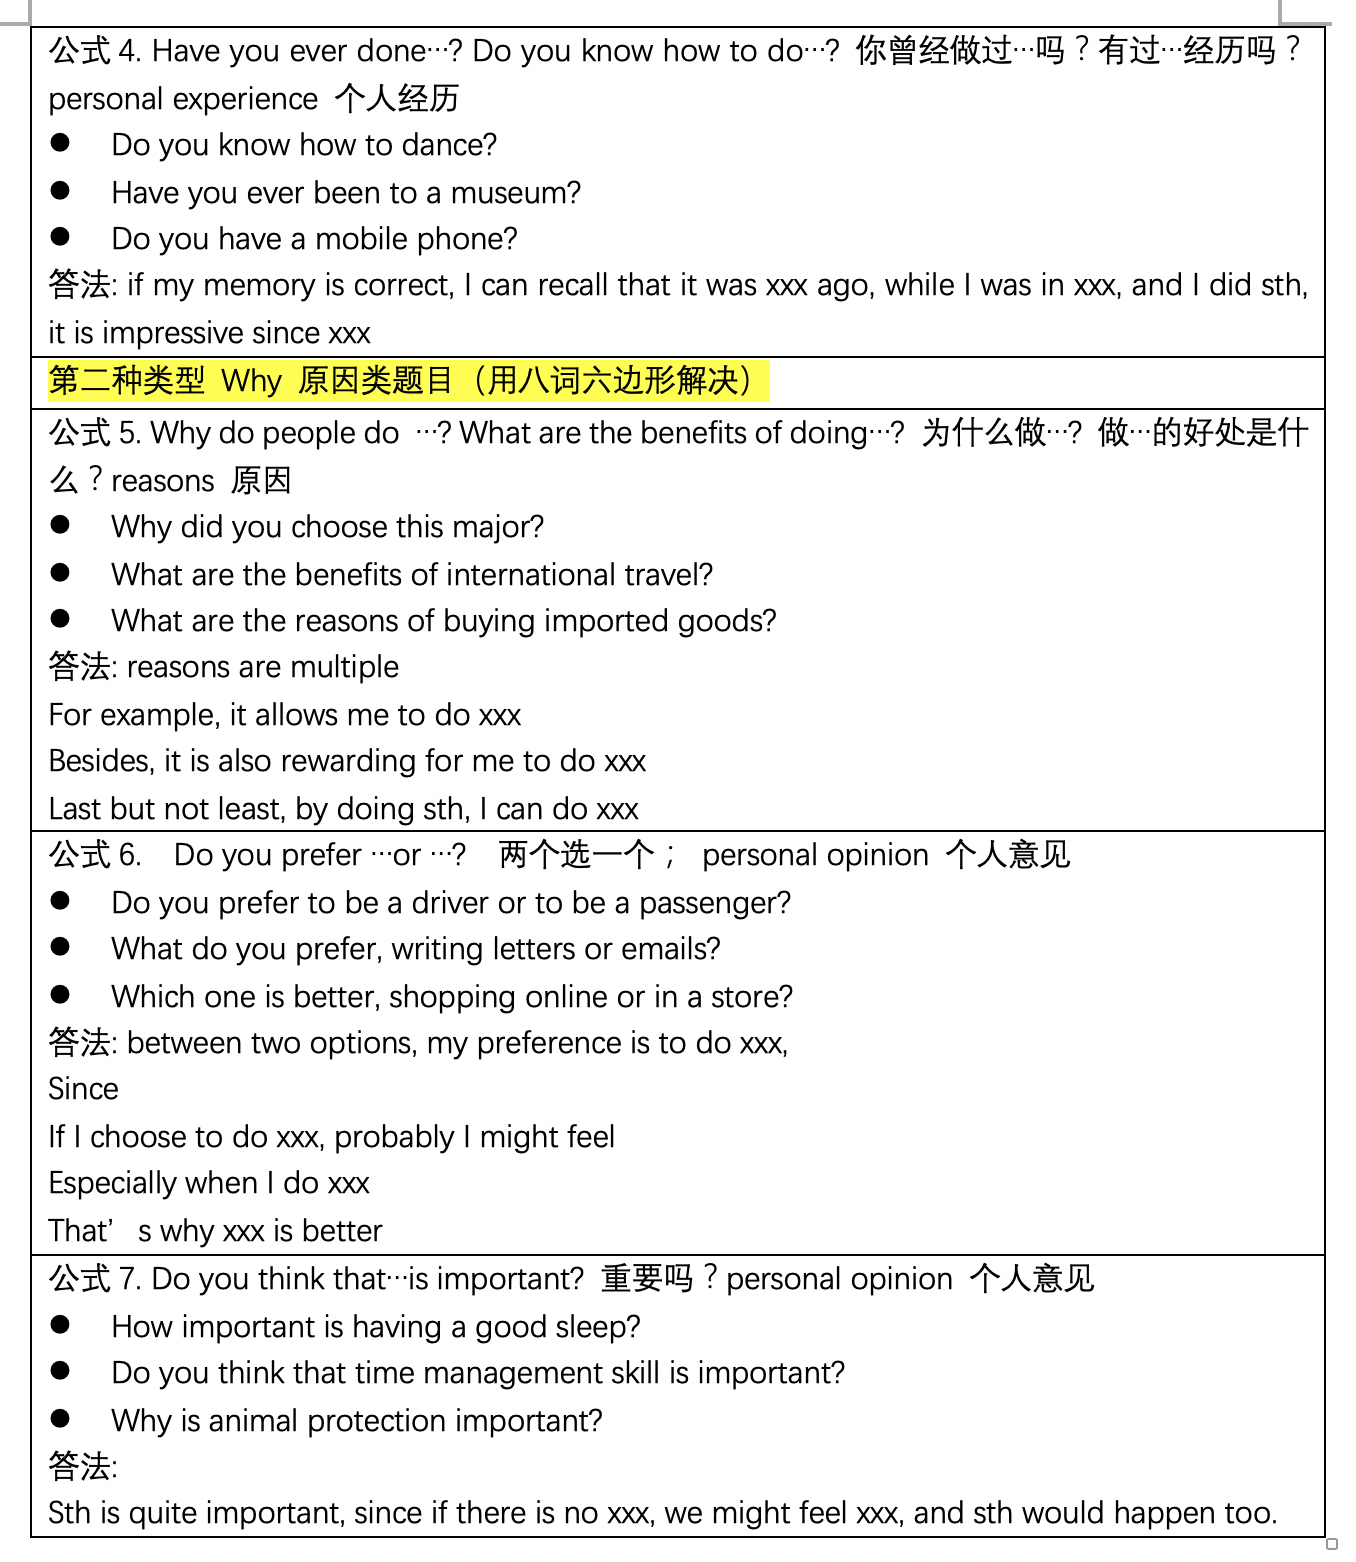 公式 4. Have you ever done…? Do you know how to do…? 你曾经做过…吗？有过…经历吗？
personal experience 个人经历
● Do you know how to dance?
● Have you ever been to a museum?
● Do you have a mobile phone?
答法: if my memory is correct, I can recall that it was xxx ago, while I was in xxx, and I did sth,
it is impressive since xxx
第二种类型 Why 原因类题目（用八词六边形解决）
公式 5. Why do people do …? What are the benefits of doing…? 为什么做…? 做…的好处是什
么？reasons 原因
● Why did you choose this major?
● What are the benefits of international travel?
● What are the reasons of buying imported goods?
答法: reasons are multiple
For example, it allows me to do xxx
Besides, it is also rewarding for me to do xxx
Last but not least, by doing sth, I can do xxx
公式 6. Do you prefer …or …? 两个选一个； personal opinion 个人意见
● Do you prefer to be a driver or to be a passenger?
● What do you prefer, writing letters or emails?
● Which one is better, shopping online or in a store?
答法: between two options, my preference is to do xxx,
Since
If I choose to do xxx, probably I might feel
Especially when I do xxx
That’ s why xxx is better
公式 7. Do you think that…is important? 重要吗？personal opinion 个人意见
● How important is having a good sleep?
● Do you think that time management skill is important?
● Why is animal protection important?
答法:
Sth is quite important, since if there is no xxx, we might feel xxx, and sth would happen too.